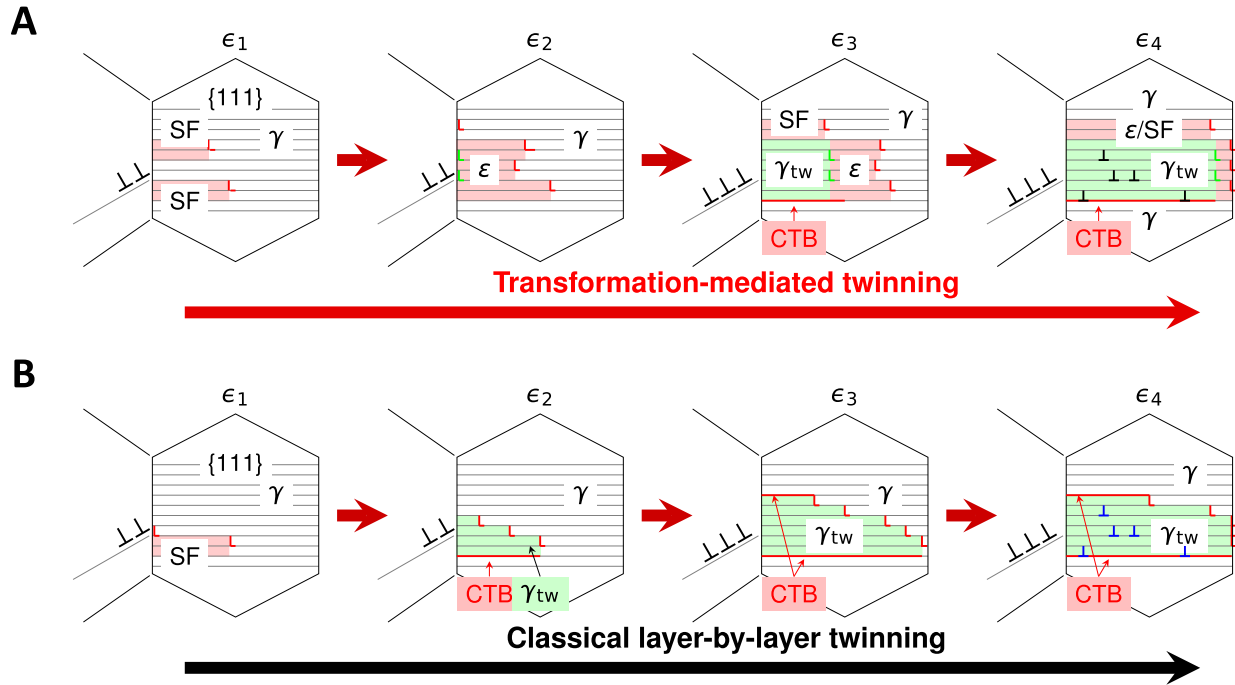 A
ϵ1 ϵ2 ϵ3 ϵ4
{111}
SF
γ
SF
γ
ε
SF
γ
γtw
ε
CTB
γ
ε/SF
γtw
γ
CTB
Transformation-mediated twinning
B
ϵ1 ϵ2 ϵ3 ϵ4
{111}
γ
SF
γ
CTB
γtw
γ
γtw
CTB
γ
γtw
CTB
Classical layer-by-layer twinning